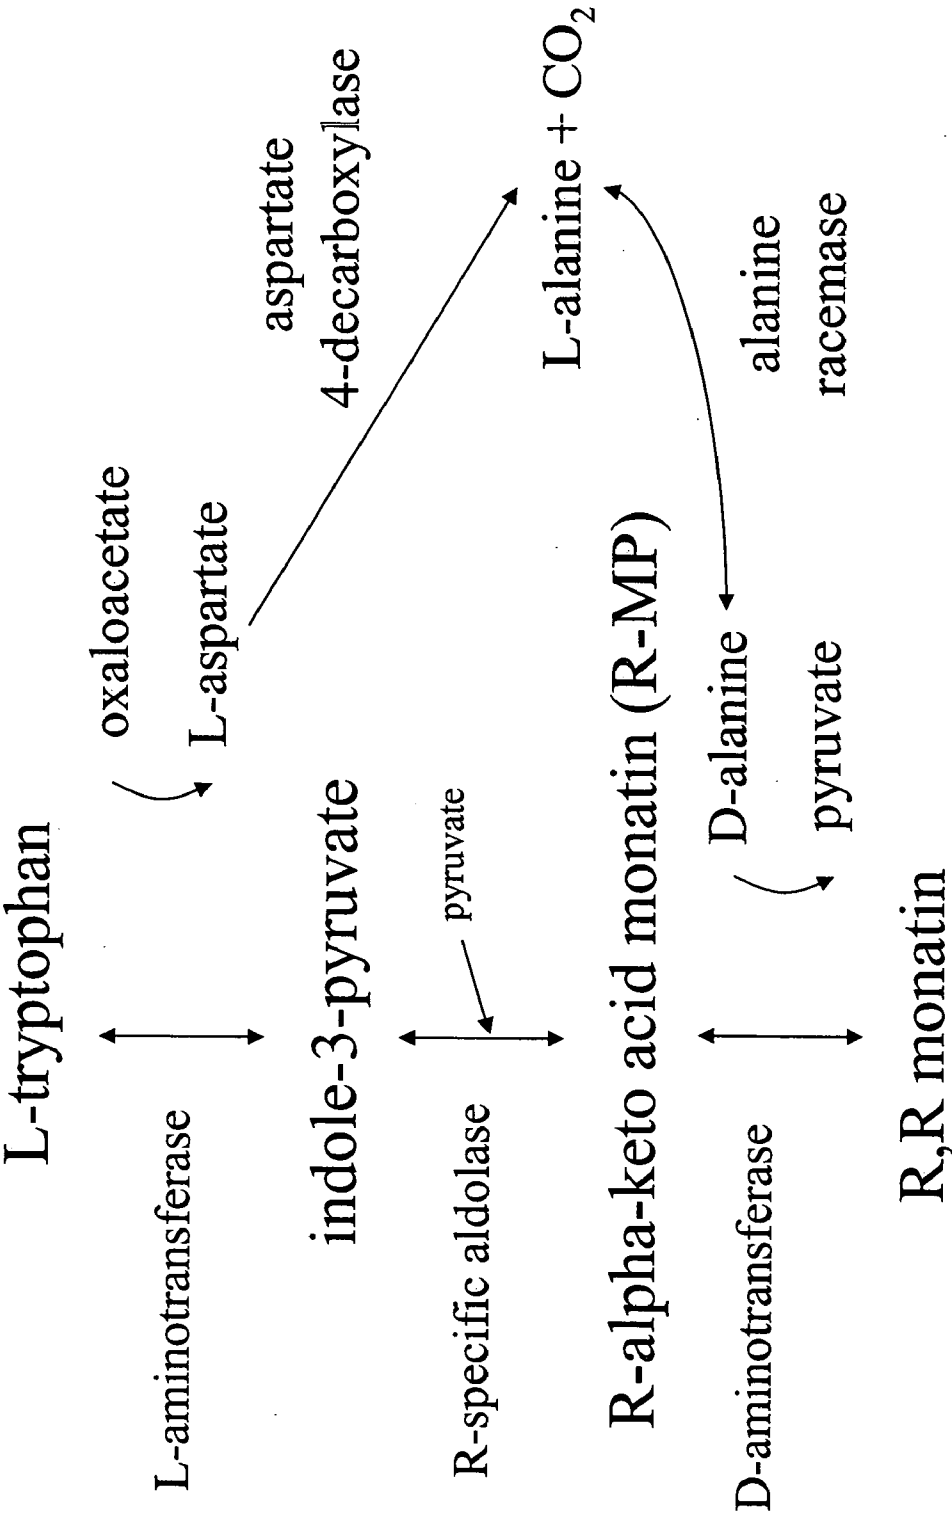 L-tryptophan
oxaloacetate
L-aminotransferase
L-aspartate
aspartate
4-decarboxylase
indole-3-pyruvate
pyruvate
R-specific aldolase
L-alanine + CO₂
R-alpha-keto acid monatin (R-MP)
D-alanine
alanine
racemase
D-aminotransferase
pyruvate
R,R monatin